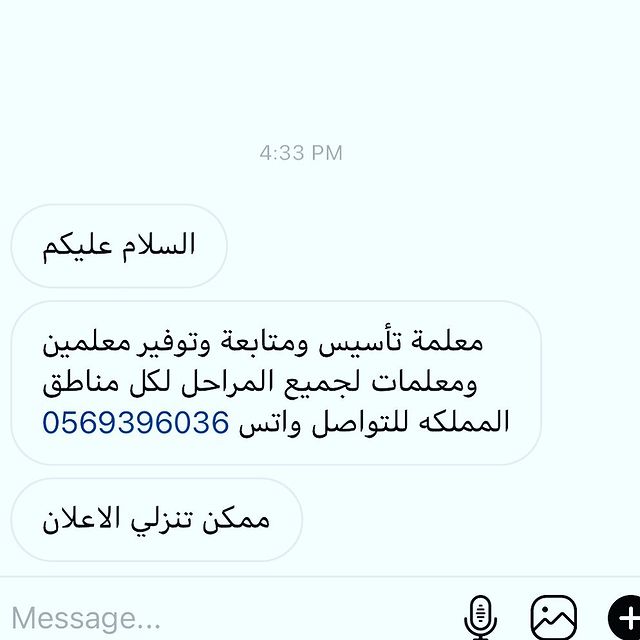 4:33 PM
السلام عليكم
معلمة تأسيس ومتابعة وتوفير معلمين
ومعلمات لجميع المراحل لكل مناطق
المملكه للتواصل واتس 0569396036
ممكن تنزلي الاعلان
Message...